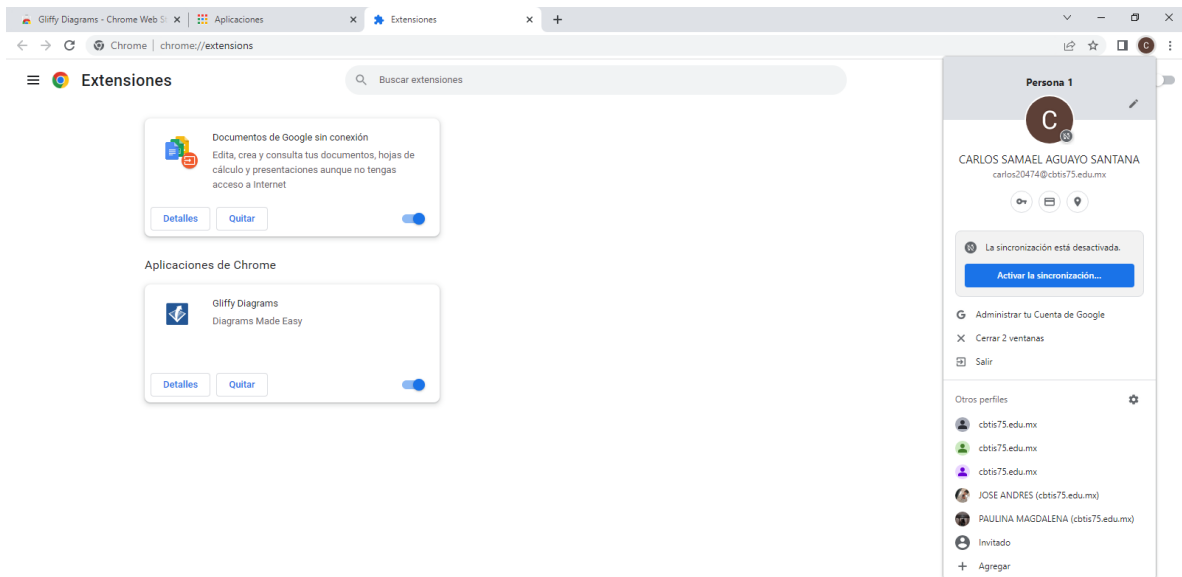 Gliffy Diagrams - Chrome Web St
Aplicaciones
Extensiones
Chrome | chrome://extensions
C
Extensiones
Buscar extensiones
Documentos de Google sin conexión
Edita, crea y consulta tus documentos, hojas de
cálculo y presentaciones aunque no tengas
acceso a Internet
Detalles
Quitar
Aplicaciones de Chrome
Gliffy Diagrams
Diagrams Made Easy
Detalles
Quitar
Persona 1
C
CARLOS SAMAEL AGUAYO SANTANA
carlos20474@cbtis75.edu.mx
La sincronización está desactivada.
Activar la sincronización...
G Administrar tu Cuenta de Google
Cerrar 2 ventanas
Salir
Otros perfiles
cbtis75.edu.mx
cbtis75.edu.mx
cbtis75.edu.mx
JOSE ANDRES (cbtis75.edu.mx)
PAULINA MAGDALENA (cbtis75.edu.mx)
Invitado
Agregar